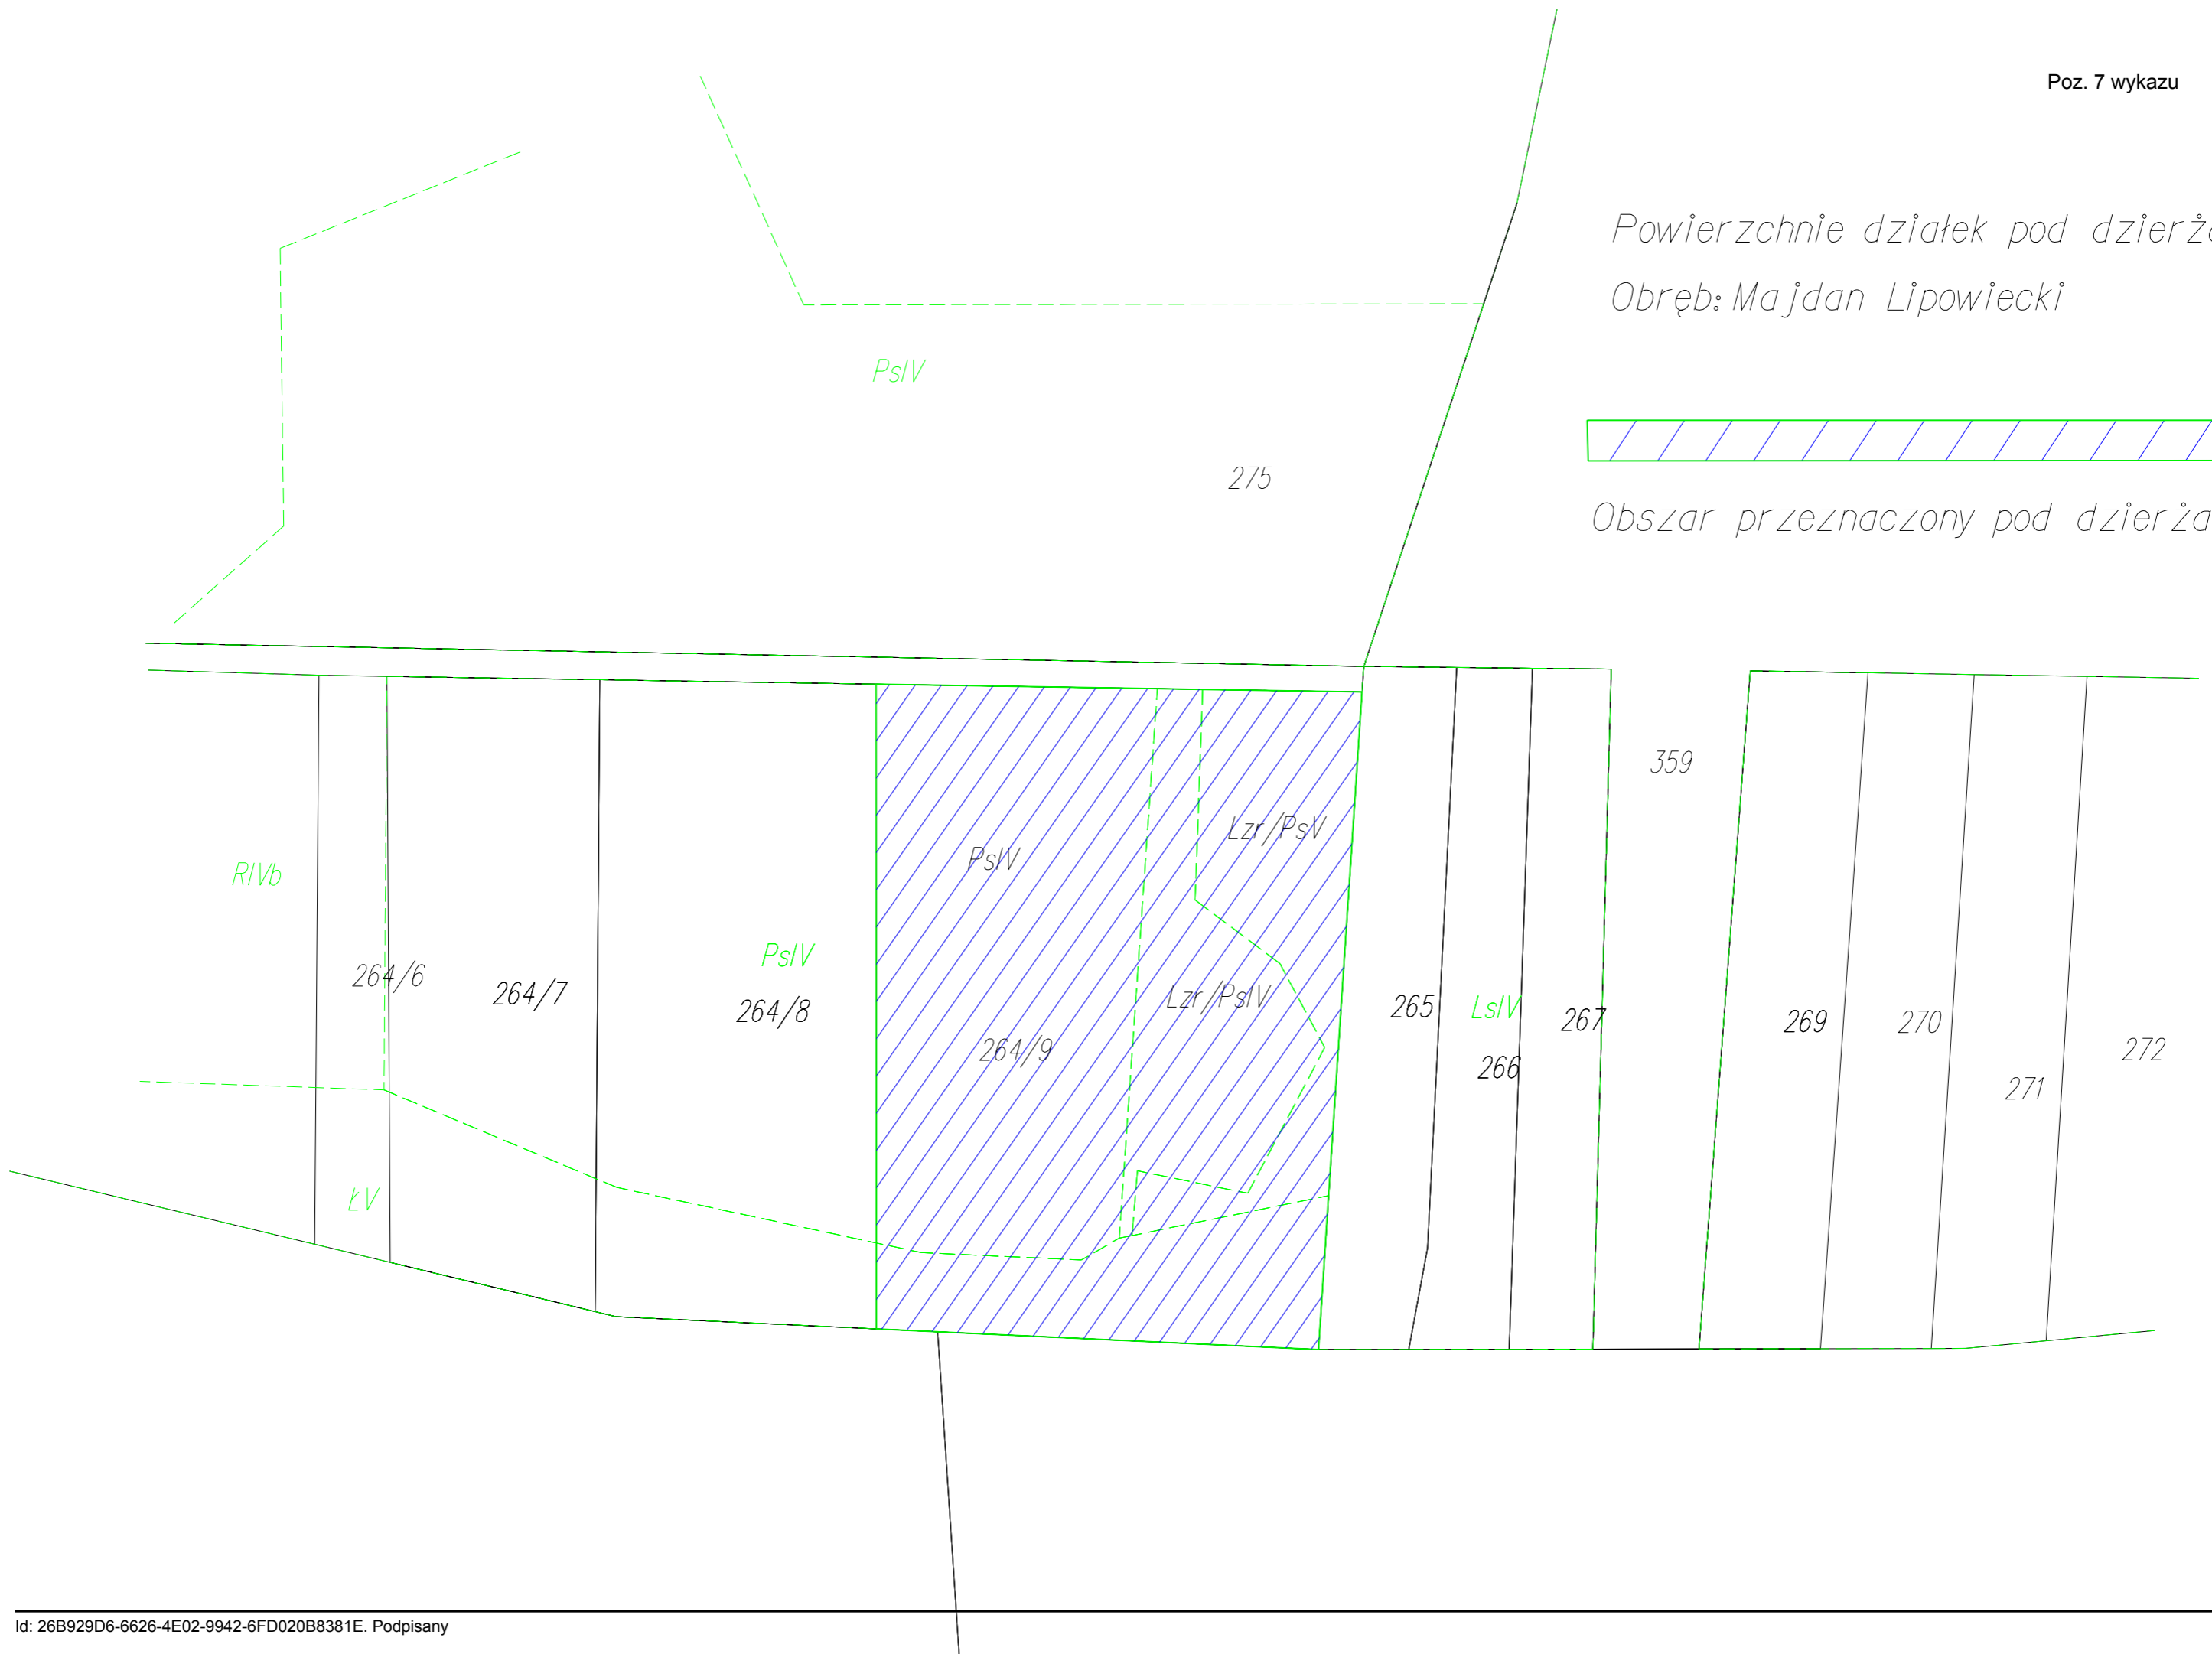 Poz. 7 wykazu
Powierzchnie działek pod
Obręb: Majdan Lipowiecki
PsIV
275
Obszar przeznaczony pod
359
Lzr/PsV
PsIV
RIVb
PsIV
264/6
264/7
264/8
Lzr/PsIV
264/9
265
LsIV
266
267
269
270
271
272
ŁV
Id: 26B929D6-6626-4E02-9942-6FD020B8381E. Podpisany